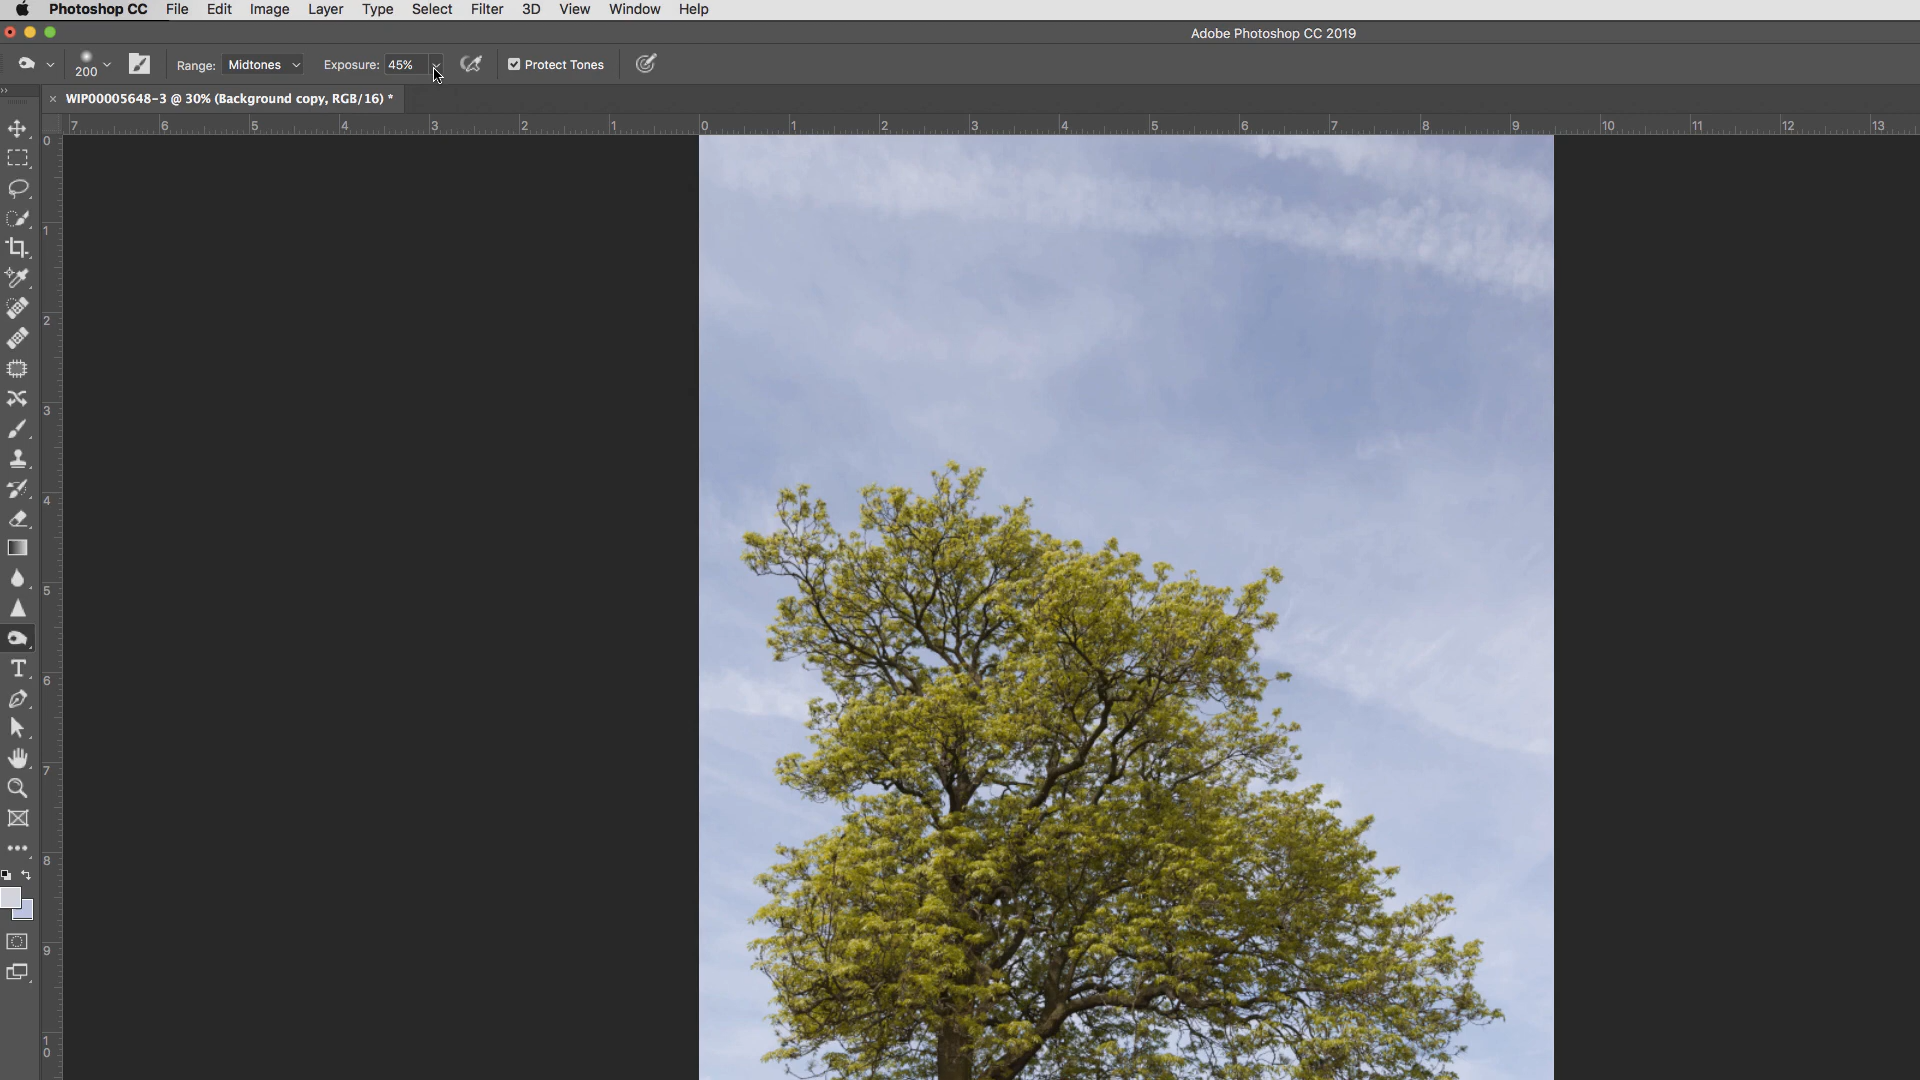 Photoshop CC File Edit Image Layer Type Select Filter 3D View Window Help
Adobe Photoshop CC 2019
200 Range: Midtones Exposure: 45% Protect Tones
× WIP00005648-3 @ 30% (Background copy, RGB/16) *
7 6 5 4 3 2 1 0 1 2 3 4 5 6 7 8 9 10 11 12 13
0
1
2
3
4
5
6
7
8
9
1
0